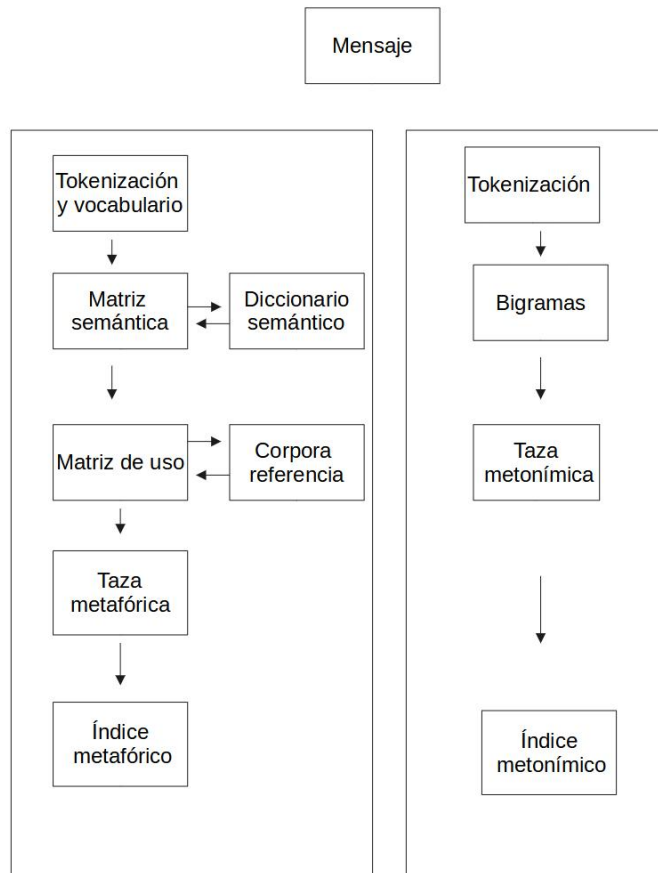 Mensaje
Tokenización
y vocabulario
Matriz
semántica
Diccionario
semántico
Matriz de uso
Corpora
referencia
Taza
metafórica
Índice
metafórico
Tokenización
Bigramas
Taza
metonímica
Índice
metonímico